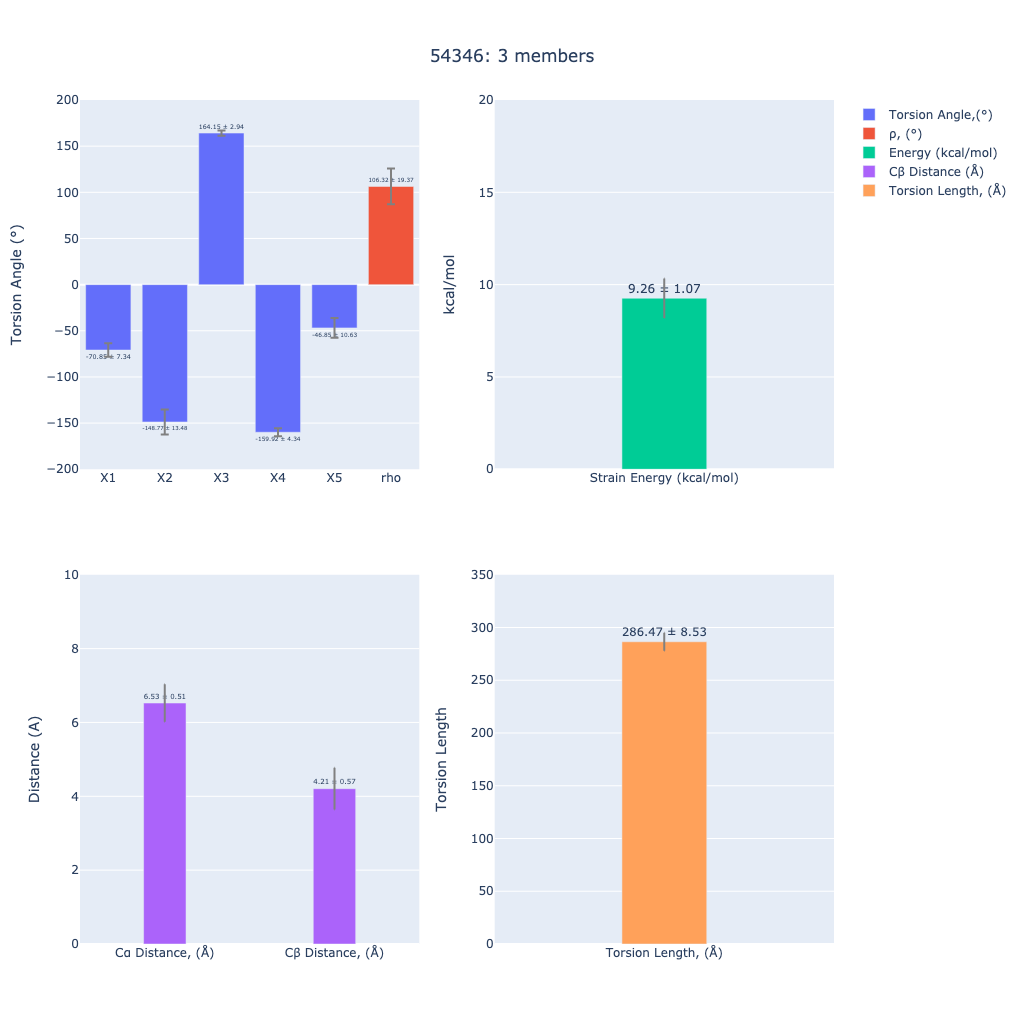 54346: 3 members
Torsion Angle (°)
200
150
100
50
0
−50
−100
−150
−200
164.15 ± 2.94
106.32 ± 19.37
-70.85 ± 7.34
-148.77 ± 13.48
-159.92 ± 4.34
-46.85 ± 10.63
X1 X2 X3 X4 X5 rho
kcal/mol
20
15
10
5
0
9.26 ± 1.07
Strain Energy (kcal/mol)
Torsion Angle,(°)
ρ, (°)
Energy (kcal/mol)
Cβ Distance (Å)
Torsion Length, (Å)
Distance (A)
10
8
6
4
2
0
6.53 ± 0.51
4.21 ± 0.57
Cα Distance, (Å) Cβ Distance, (Å)
Torsion Length
350
300
250
200
150
100
50
0
286.47 ± 8.53
Torsion Length, (Å)